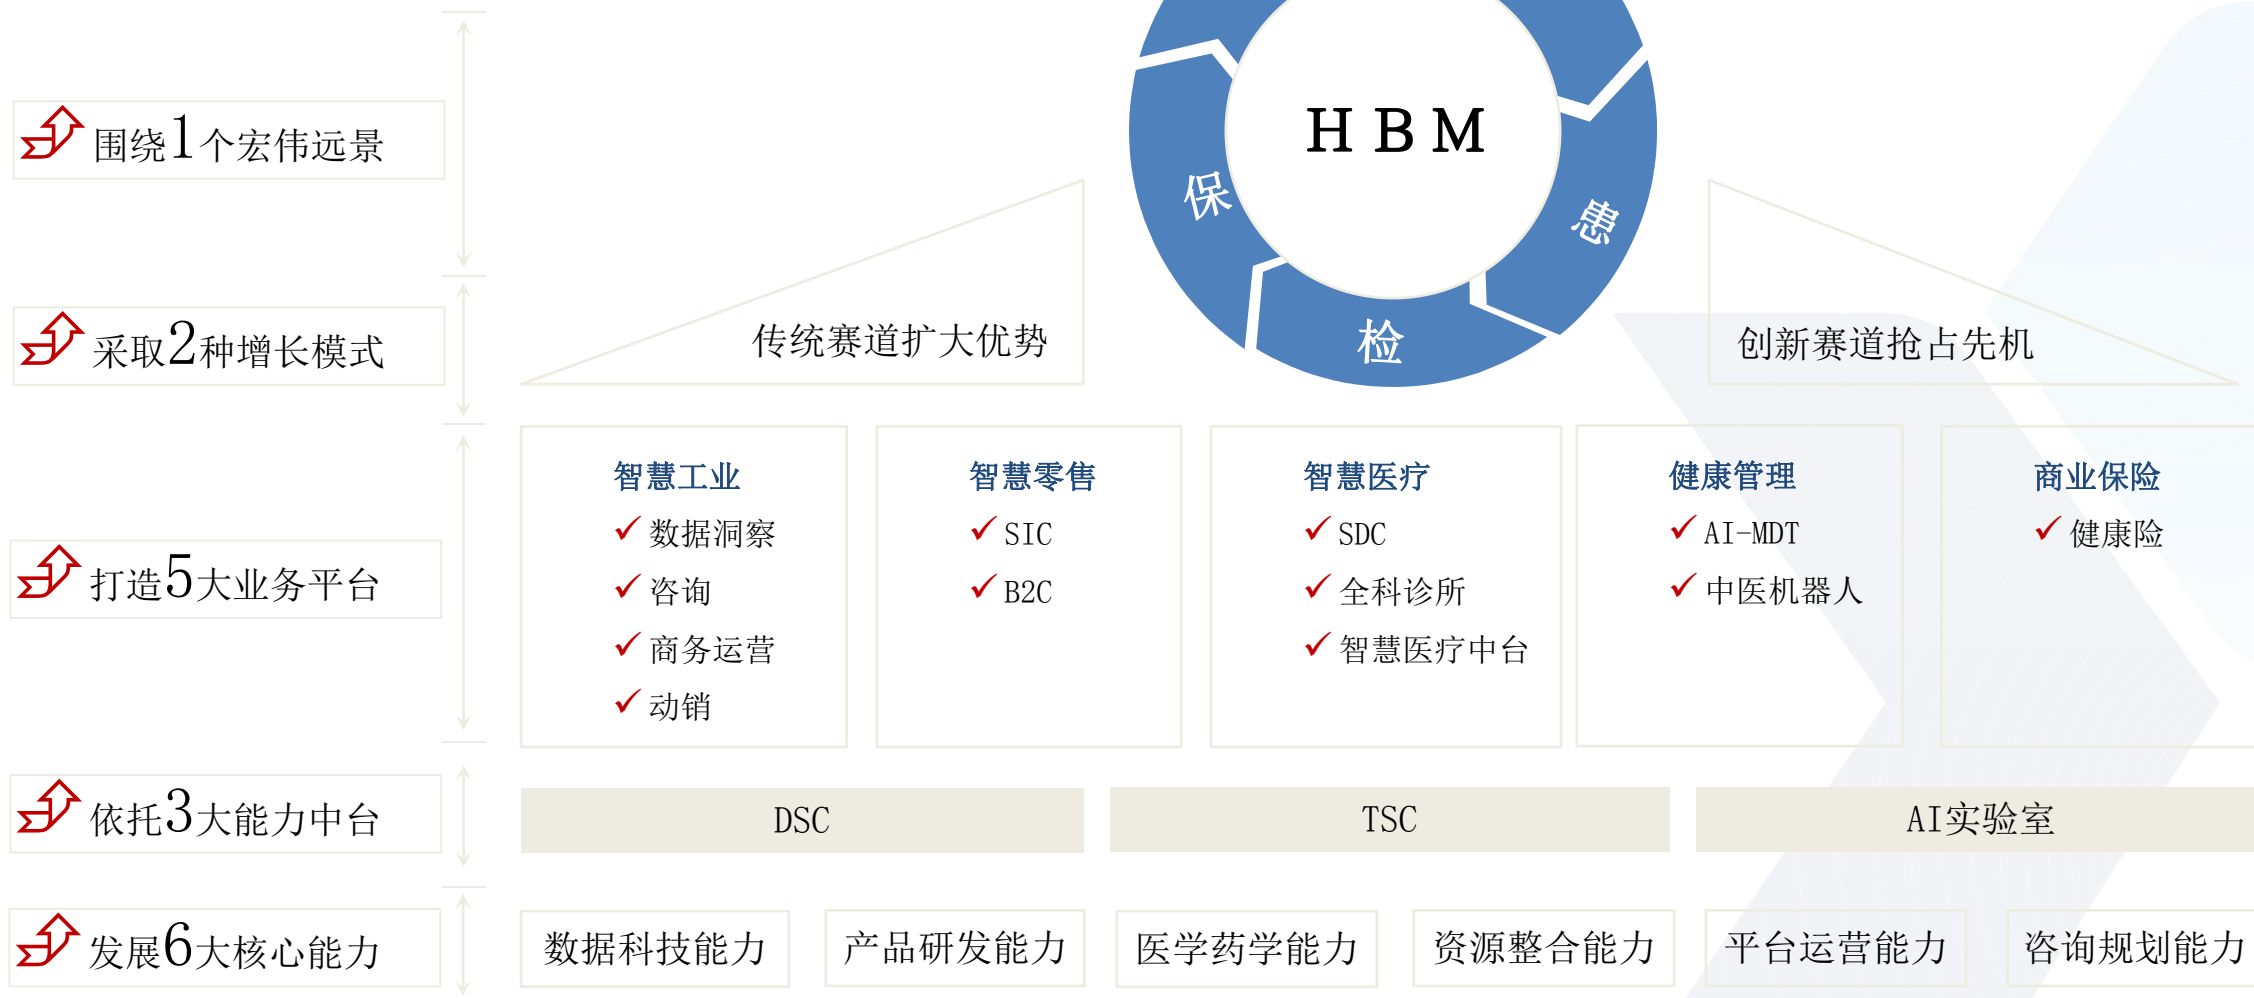 HBM
保
患
检
围绕1个宏伟远景
采取2种增长模式
传统赛道扩大优势
创新赛道抢占先机
打造5大业务平台
智慧工业
数据洞察
咨询
商务运营
动销
智慧零售
SIC
B2C
智慧医疗
SDC
全科诊所
智慧医疗中台
健康管理
AI-MDT
中医机器人
商业保险
健康险
依托3大能力中台
DSC
TSC
AI实验室
发展6大核心能力
数据科技能力
产品研发能力
医学药学能力
资源整合能力
平台运营能力
咨询规划能力